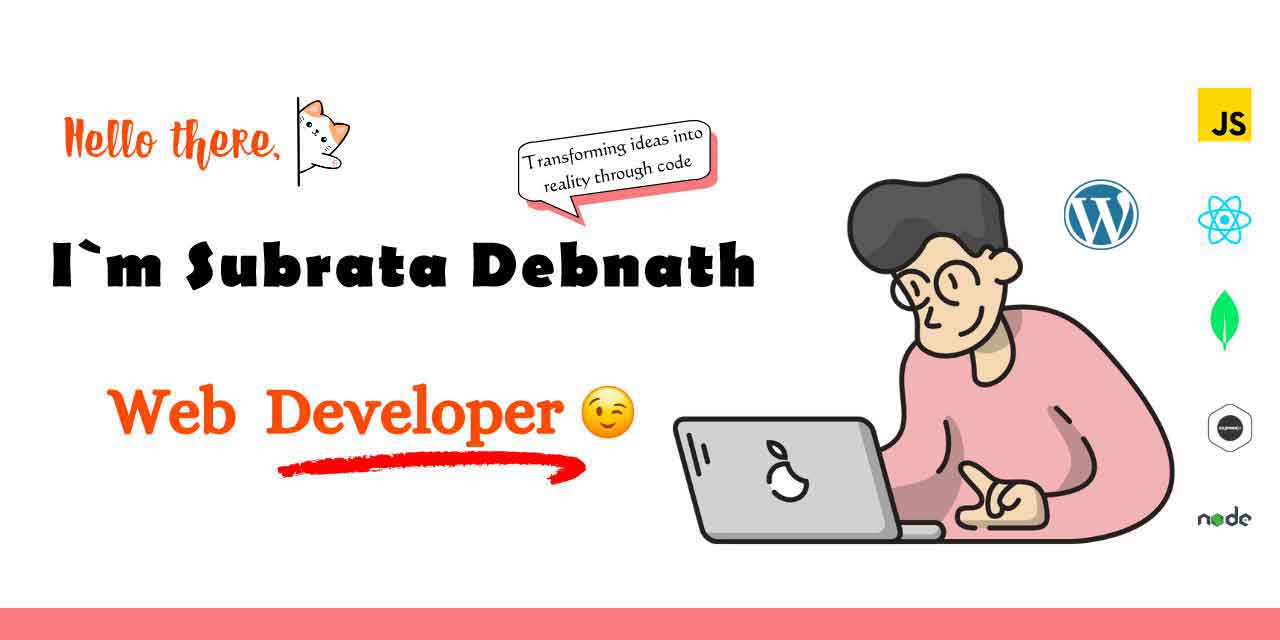 Hello there,
Transforming ideas into
reality through code
I`m Subrata Debnath
Web Developer
JS
W
node